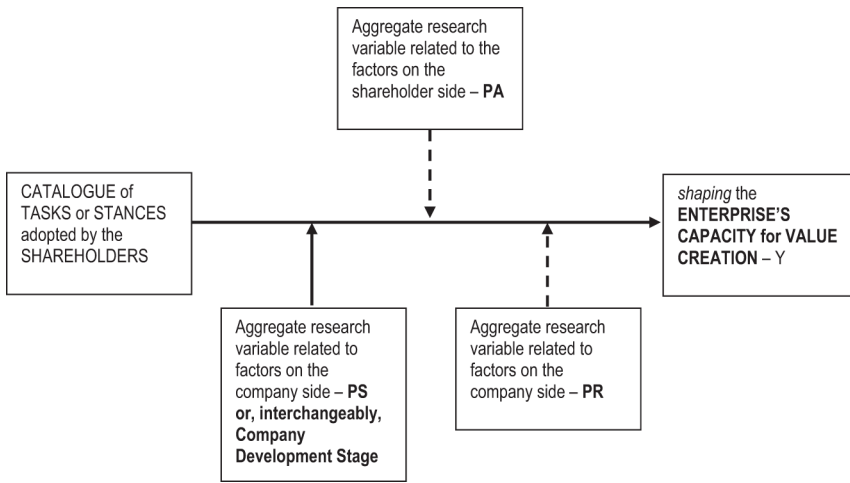 Aggregate research
variable related to the
factors on the
shareholder side – PA
CATALOGUE of
TASKS or STANCES
adopted by the
SHAREHOLDERS
shaping the
ENTERPRISE'S
CAPACITY for VALUE
CREATION – Y
Aggregate research
variable related to
factors on the
company side – PS
or, interchangeably,
Company
Development Stage
Aggregate research
variable related to
factors on the
company side – PR